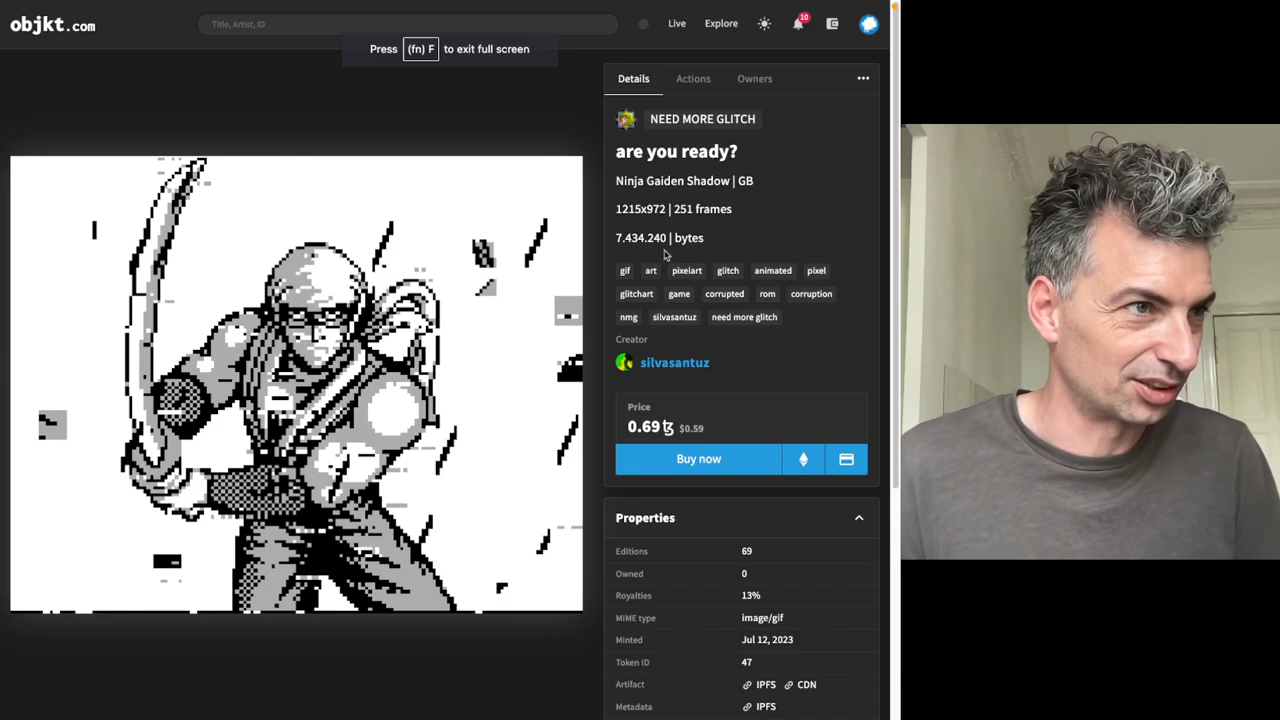 objkt.com
Title, Artist, ID
Live
Explore
10
Press (fn) F to exit full screen
Details
Actions
Owners
NEED MORE GLITCH
are you ready?
Ninja Gaiden Shadow | GB
1215x972 | 251 frames
7.434.240 | bytes
gif art pixelart glitch animated pixel
glitchart game corrupted rom corruption
nmg silvasantuz need more glitch
Creator
silvasantuz
Price
0.69ꜩ $0.59
Buy now
Properties
Editions 69
Owned 0
Royalties 13%
MIME type image/gif
Minted Jul 12, 2023
Token ID 47
Artifact IPFS CDN
Metadata IPFS